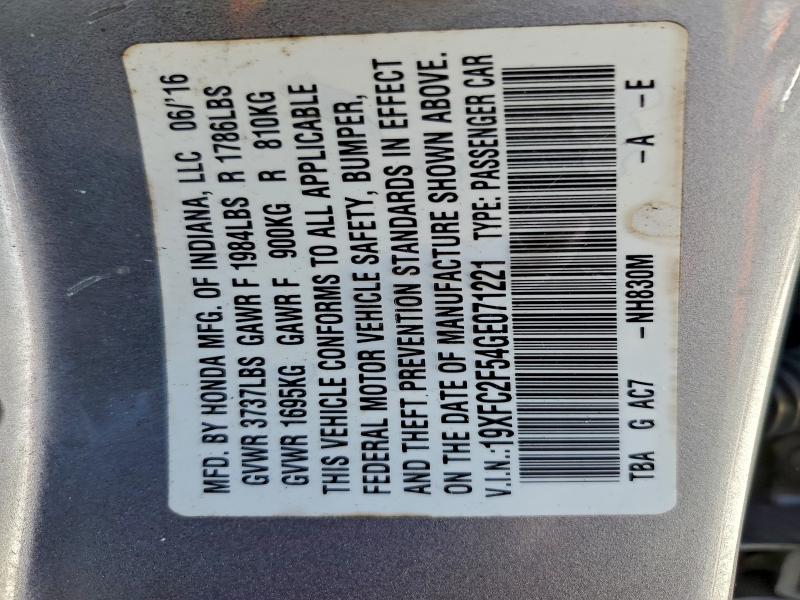 MFD. BY HONDA MFG. OF INDIANA, LLC 06/'16
GVWR 3737LBS GAWR F 1984LBS R 1786LBS
GVWR 1695KG GAWR F 900KG R 810KG
THIS VEHICLE CONFORMS TO ALL APPLICABLE
FEDERAL MOTOR VEHICLE SAFETY, BUMPER,
AND THEFT PREVENTION STANDARDS IN EFFECT
ON THE DATE OF MANUFACTURE SHOWN ABOVE.
V.I.N.:19XFC2F54GE071221 TYPE: PASSENGER CAR
TBA G AC7 -NH830M -A -E